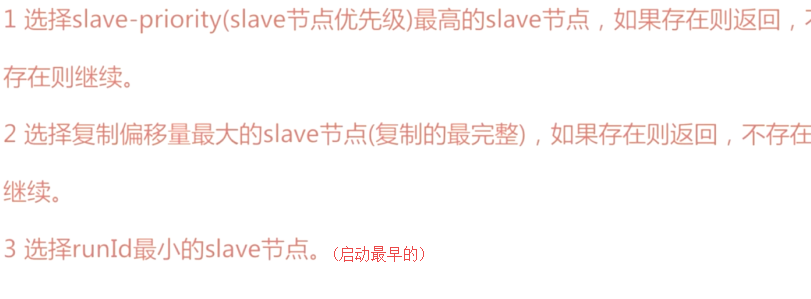 1 选择slave-priority(slave节点优先级)最高的slave节点，如果存在则返回，
存在则继续。
2 选择复制偏移量最大的slave节点(复制的最完整)，如果存在则返回，不存在
继续。
3 选择runId最小的slave节点。(启动最早的)